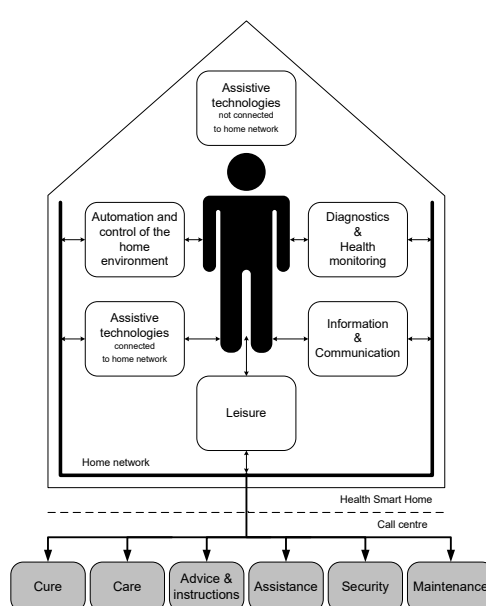 Assistive
technologies
not connected
to home network
Automation and
control of the
home
environment
Diagnostics
&
Health
monitoring
Assistive
technologies
connected
to home network
Information
&
Communication
Leisure
Home network
Health Smart Home
Call centre
Cure
Care
Advice &
instructions
Assistance
Security
Maintenance